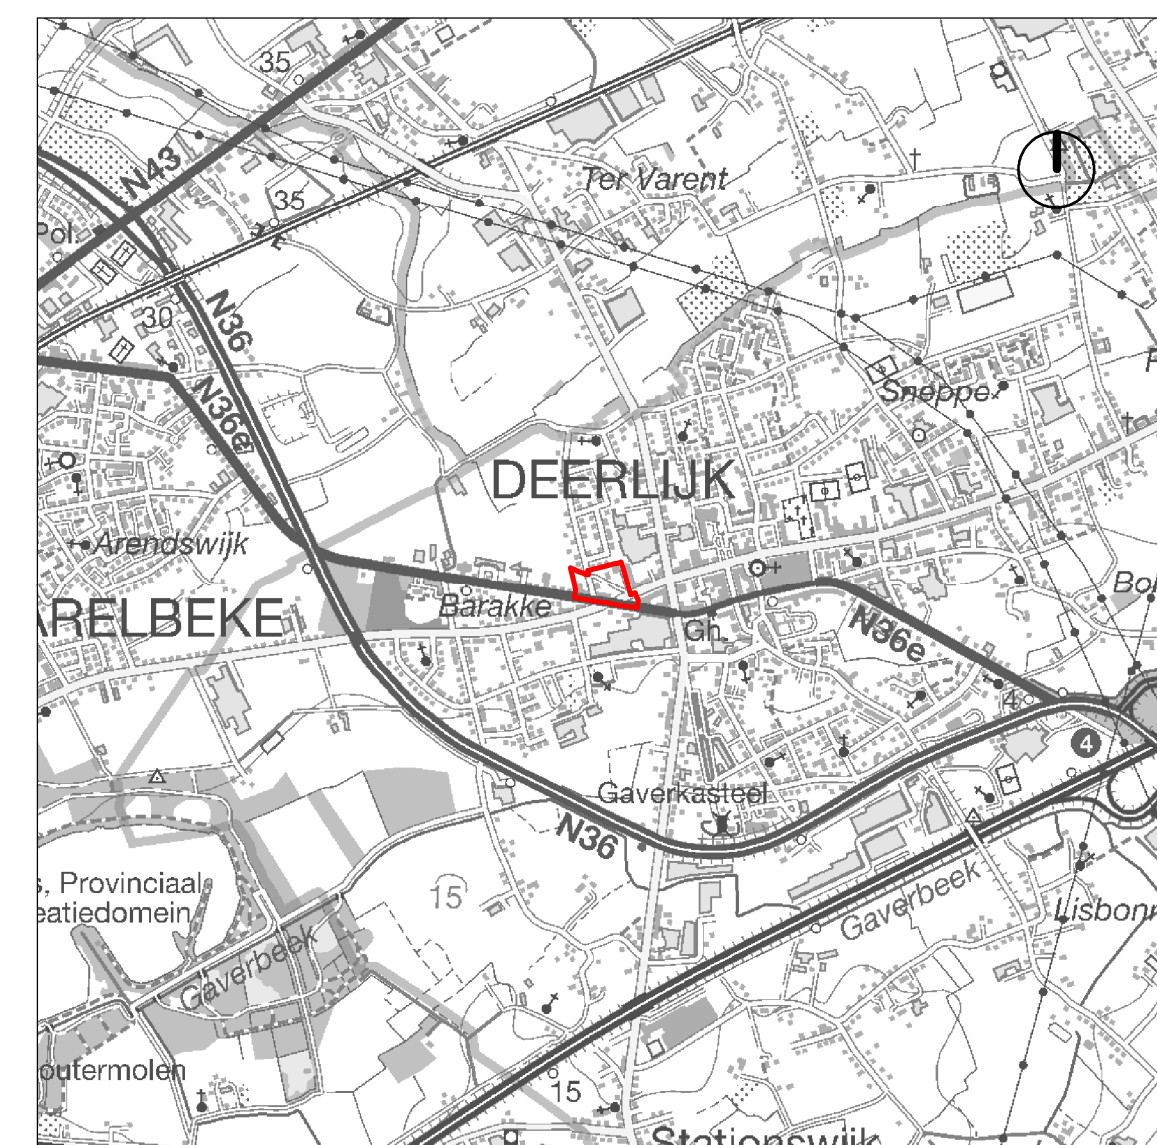 35
N43
Ter Varent
35
Pol.
N36
30
N36e
Sneppe
DEERLIJK
Arendswijk
Barakke
ARELBEKE
Gh.
N36e
4
4
Gaverkasteel
N36
s, Provinciaal
eatiedomein
15
Gaverbeek
Lisbonn
Gaverbeek
outermolen
15
Stationswijk